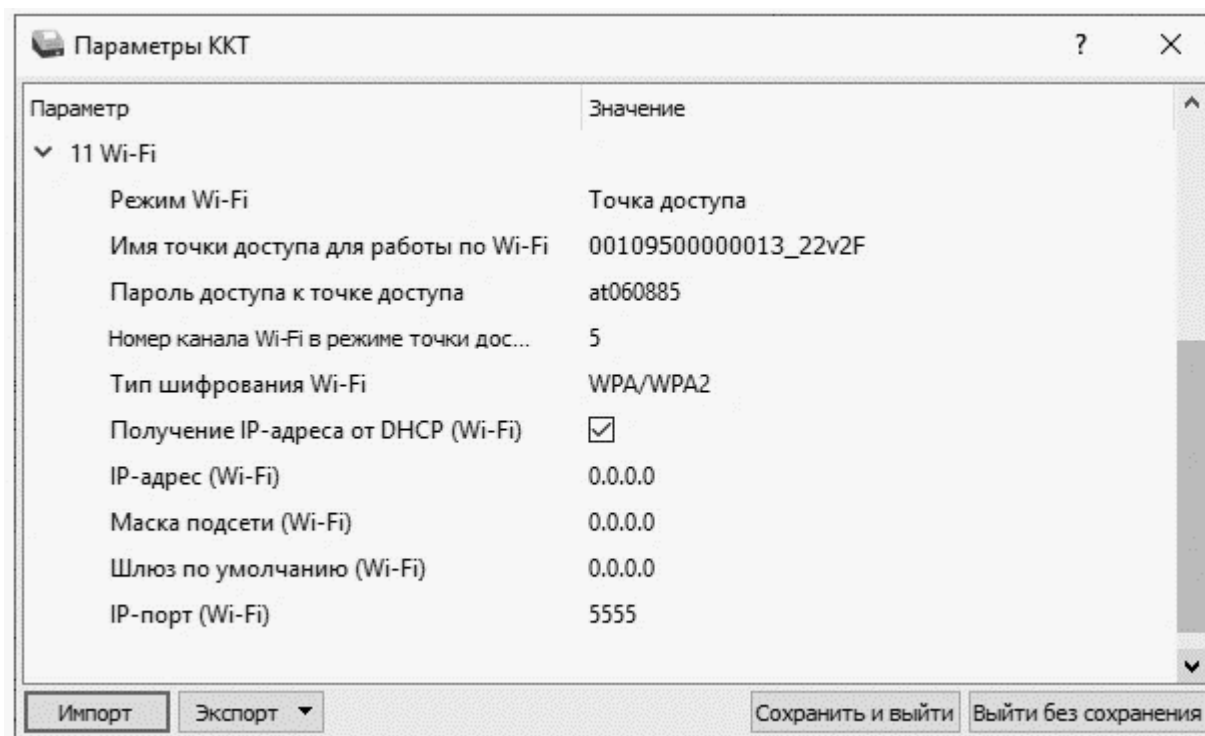 Параметры ККТ ?
Параметр Значение
11 Wi-Fi
Режим Wi-Fi Точка доступа
Имя точки доступа для работы по Wi-Fi 00109500000013_22v2F
Пароль доступа к точке доступа at060885
Номер канала Wi-Fi в режиме точки дос... 5
Тип шифрования Wi-Fi WPA/WPA2
Получение IP-адреса от DHCP (Wi-Fi)
IP-адрес (Wi-Fi) 0.0.0.0
Маска подсети (Wi-Fi) 0.0.0.0
Шлюз по умолчанию (Wi-Fi) 0.0.0.0
IP-порт (Wi-Fi) 5555
Импорт Экспорт Сохранить и выйти Выйти без сохранения